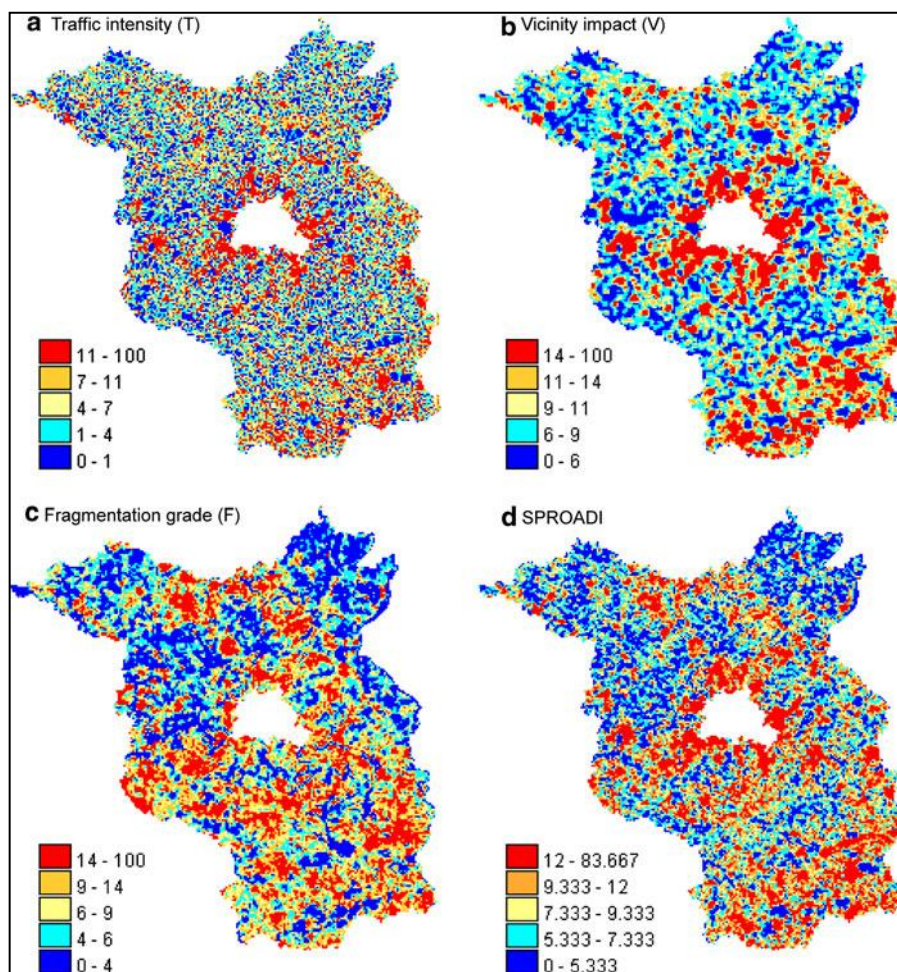 a Traffic intensity (T)
b Vicinity impact (V)
11 - 100
7 - 11
4 - 7
1 - 4
0 - 1
14 - 100
11 - 14
9 - 11
6 - 9
0 - 6
c Fragmentation grade (F)
d SPROADI
14 - 100
9 - 14
6 - 9
4 - 6
0 - 4
12 - 83.667
9.333 - 12
7.333 - 9.333
5.333 - 7.333
0 - 5.333